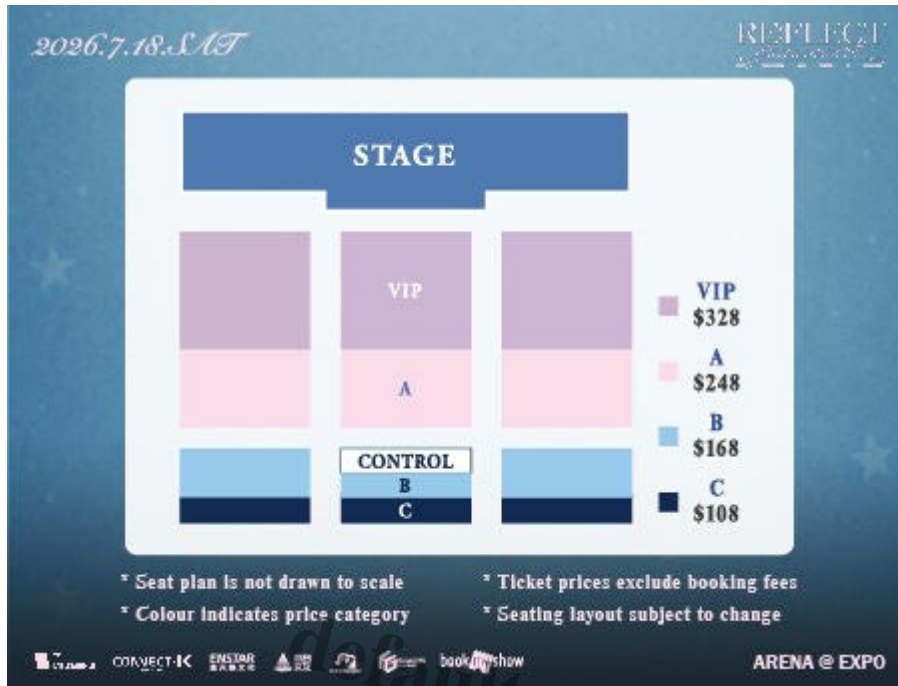 2026.7.18.SAT
REFLECT
STAGE
VIP
A
CONTROL
B
C
VIP
$328
A
$248
B
$168
C
$108
* Seat plan is not drawn to scale
* Colour indicates price category
* Ticket prices exclude booking fees
* Seating layout subject to change
CONNECT-K
ENSTAR
bookmyshow
ARENA @ EXPO